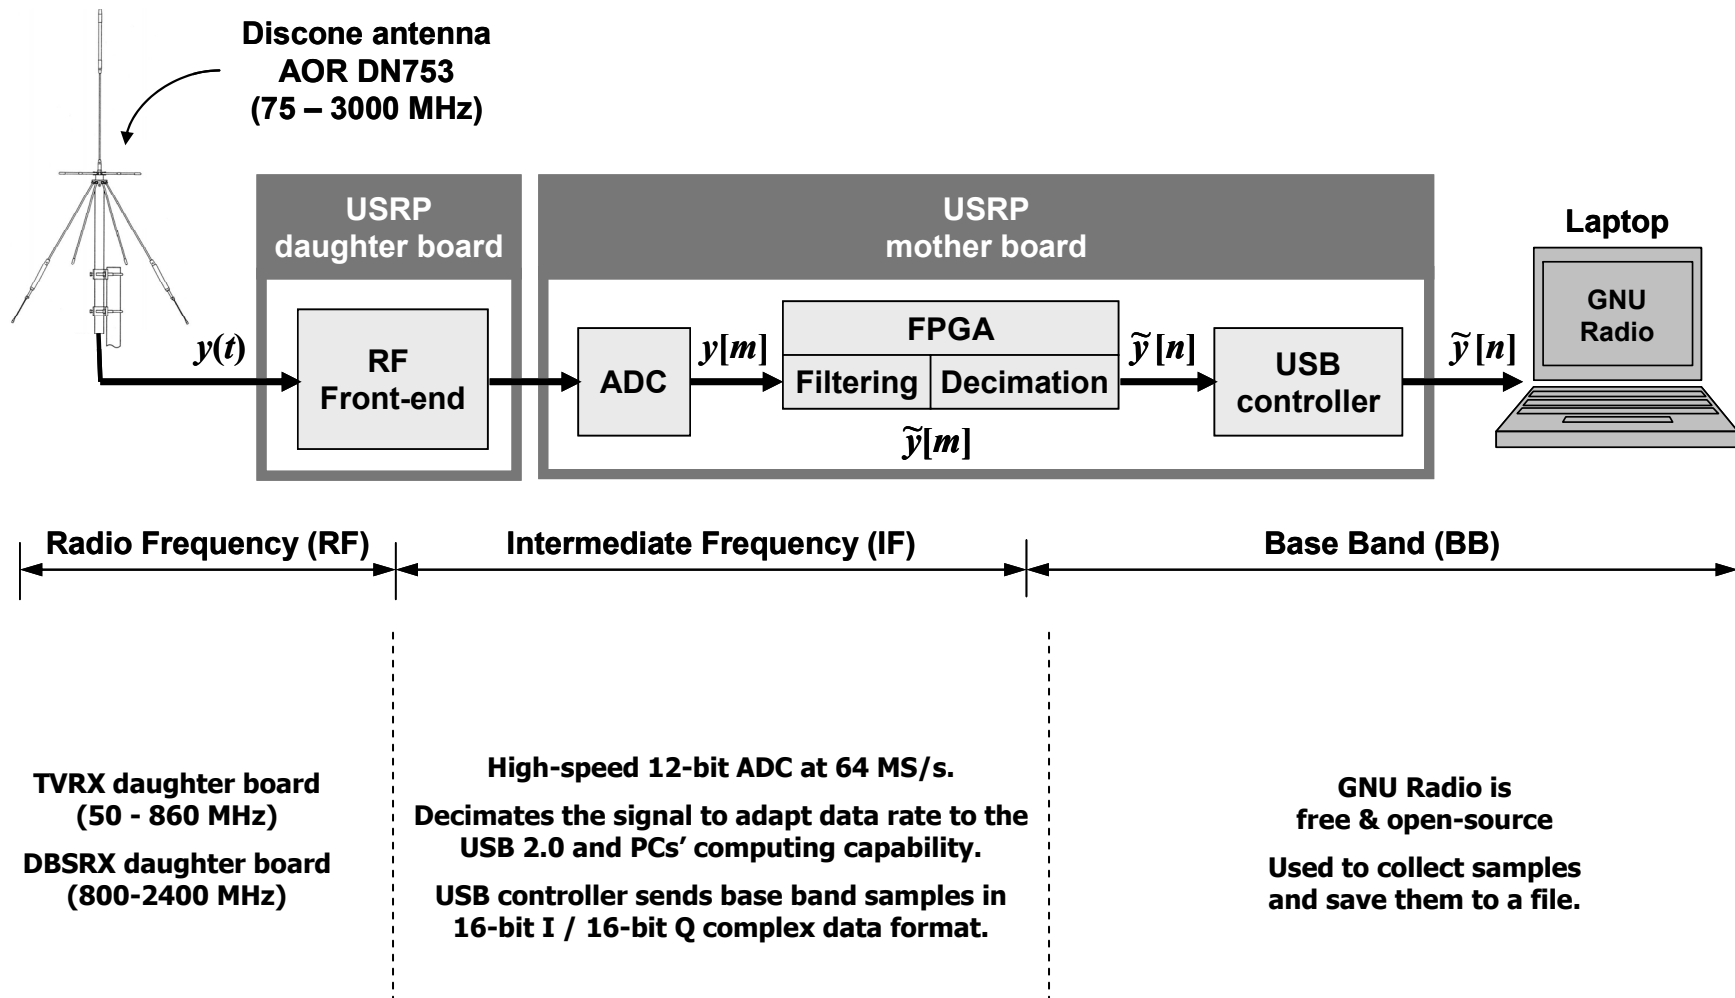 Discone antenna
AOR DN753
(75 – 3000 MHz)
USRP
daughter board
USRP
mother board
Laptop
GNU
Radio
y(t)
RF
Front-end
ADC
y[m]
FPGA
Filtering
Decimation
ỹ[m]
ỹ[n]
USB
controller
ỹ[n]
Radio Frequency (RF)
Intermediate Frequency (IF)
Base Band (BB)
TVRX daughter board
(50 - 860 MHz)
DBSRX daughter board
(800-2400 MHz)
High-speed 12-bit ADC at 64 MS/s.
Decimates the signal to adapt data rate to the
USB 2.0 and PCs’ computing capability.
USB controller sends base band samples in
16-bit I / 16-bit Q complex data format.
GNU Radio is
free & open-source
Used to collect samples
and save them to a file.